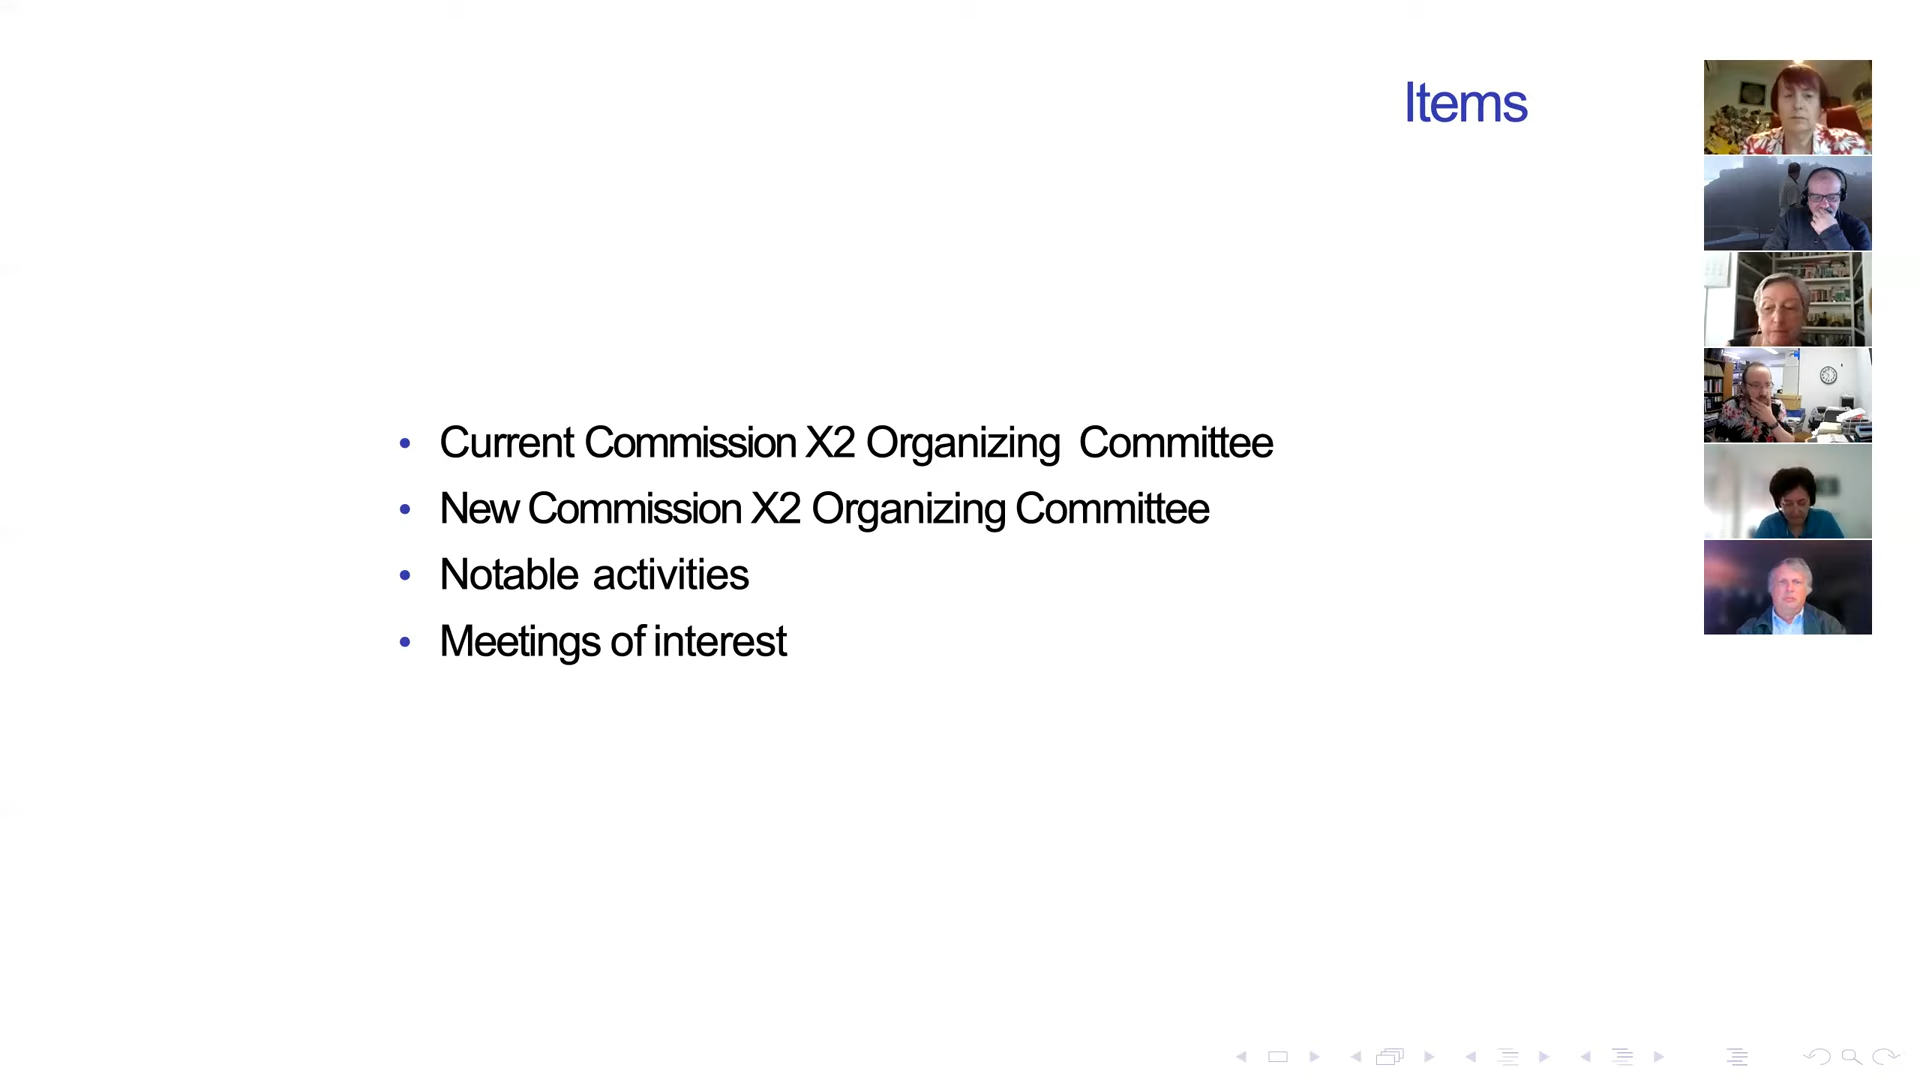 Items
Current Commission X2 Organizing Committee
New Commission X2 Organizing Committee
Notable activities
Meetings of interest